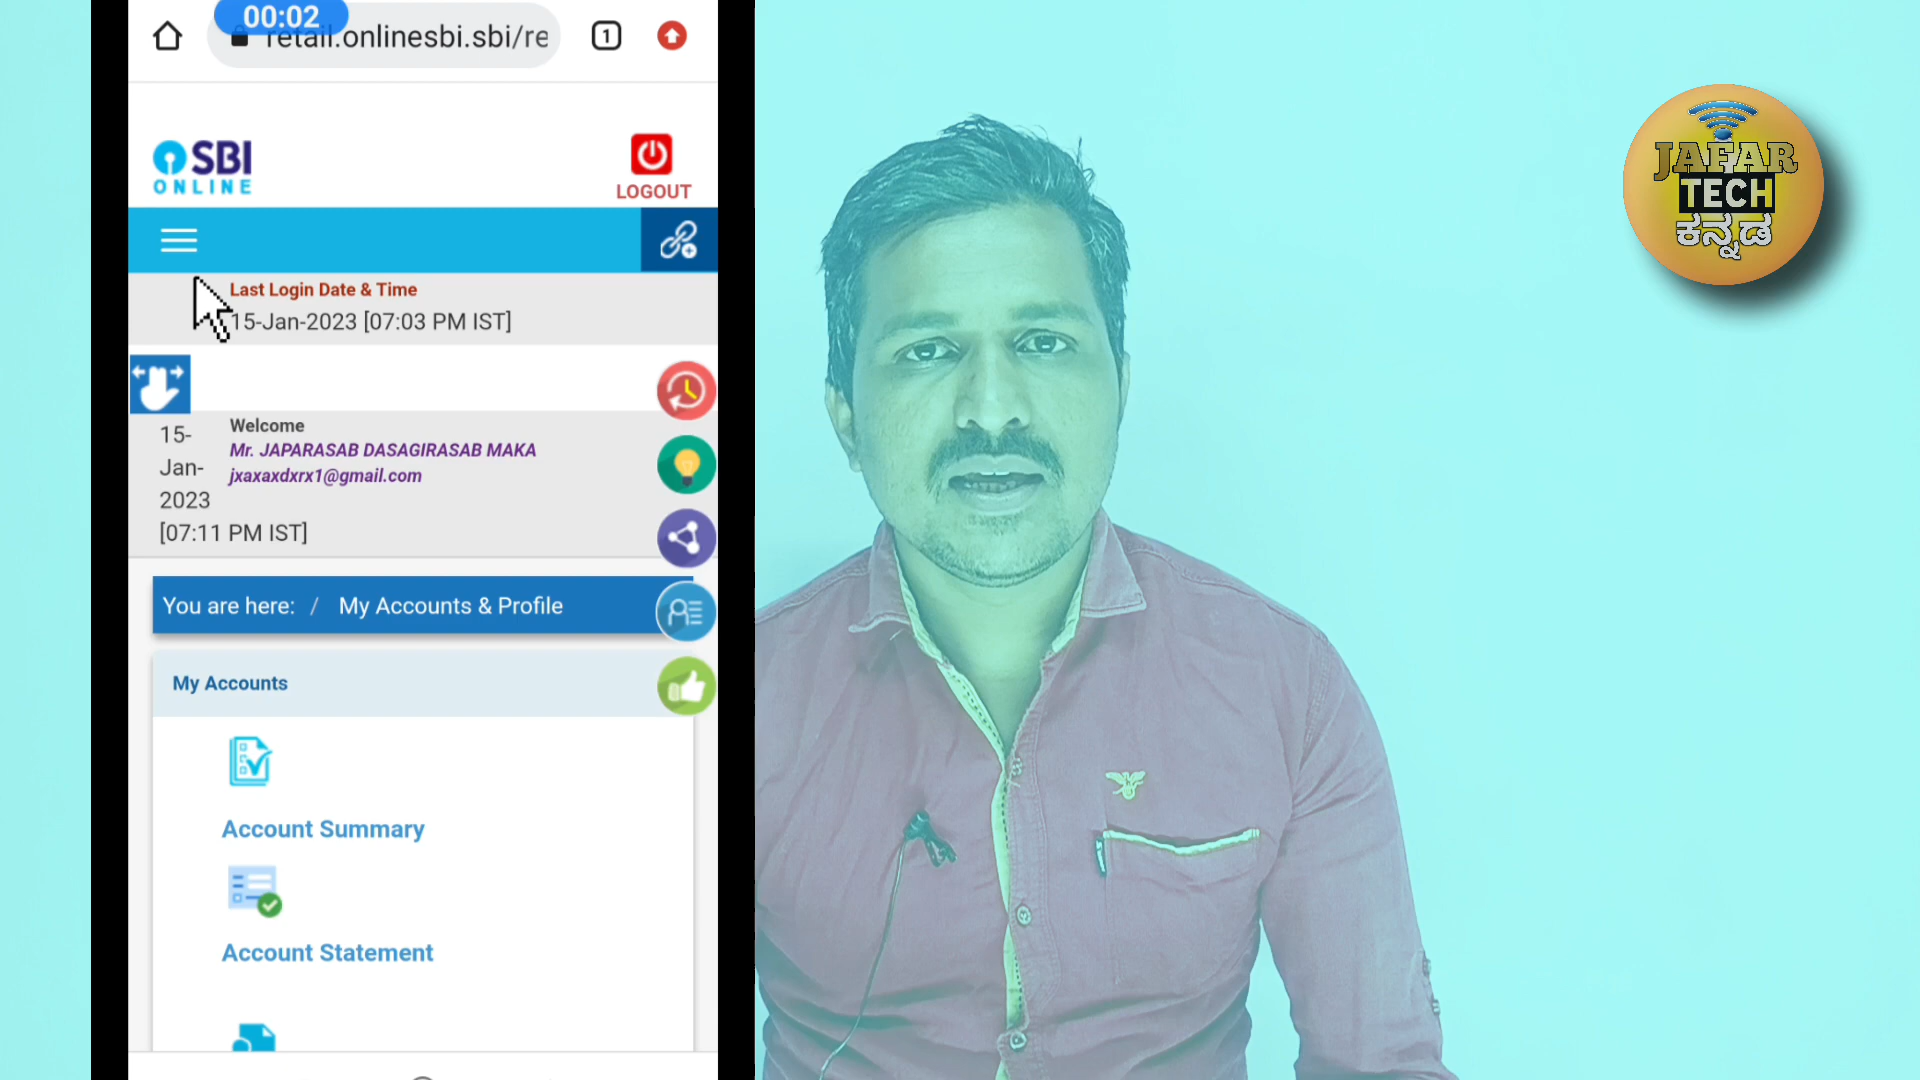 00:02
retail.onlinesbi.sbi/re
1
SBI
ONLINE
LOGOUT
Last Login Date & Time
15-Jan-2023 [07:03 PM IST]
15-
Jan-
2023
[07:11 PM IST]
Welcome
Mr. JAPARASAB DASAGIRASAB MAKA
jxaxaxdxrx1@gmail.com
You are here: / My Accounts & Profile
My Accounts
Account Summary
Account Statement
JAFAR
TECH
ಕನ್ನಡ